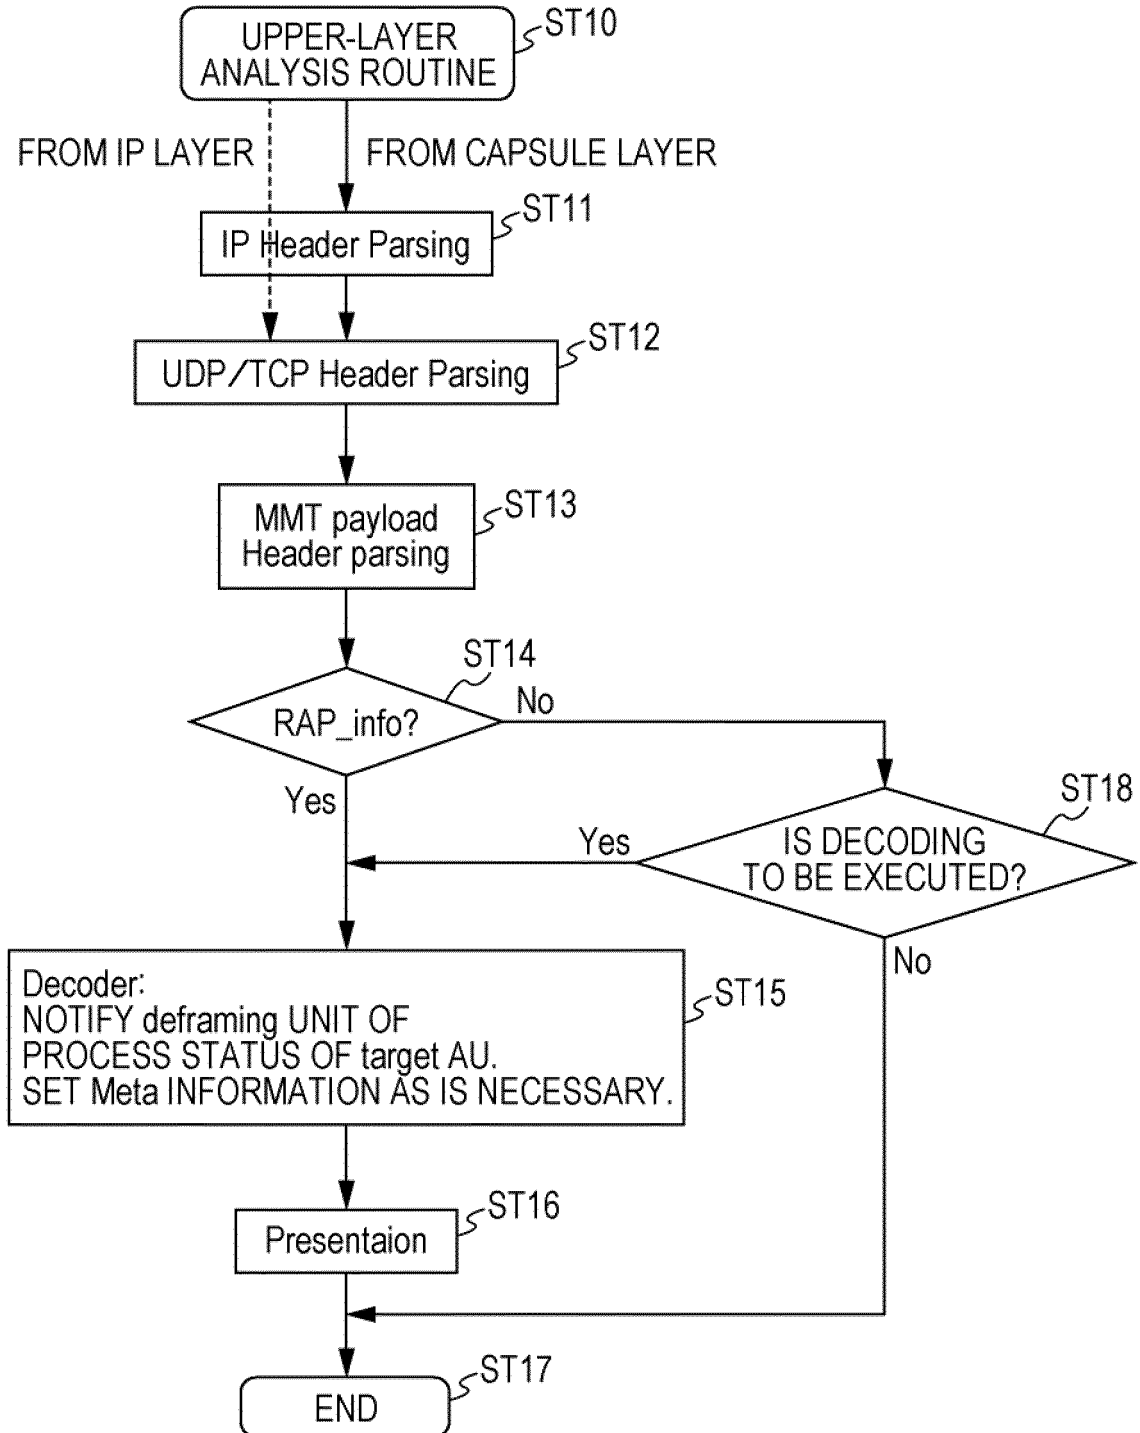 UPPER-LAYER
ANALYSIS ROUTINE
ST10
FROM IP LAYER
FROM CAPSULE LAYER
ST11
IP Header Parsing
ST12
UDP/TCP Header Parsing
ST13
MMT payload
Header parsing
ST14
RAP_info?
No
Yes
ST18
IS DECODING
TO BE EXECUTED?
Yes
No
Decoder:
NOTIFY deframing UNIT OF
PROCESS STATUS OF target AU.
SET Meta INFORMATION AS IS NECESSARY.
ST15
ST16
Presentaion
ST17
END